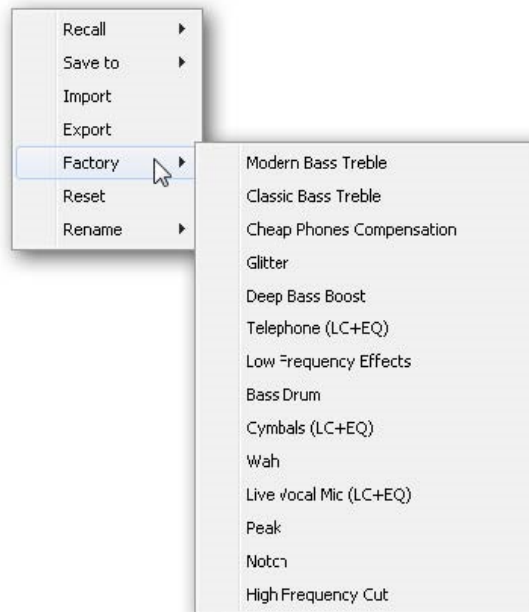 Recall
Save to
Import
Export
Factory
Reset
Rename
Modern Bass Treble
Classic Bass Treble
Cheap Phones Compensation
Glitter
Deep Bass Boost
Telephone (LC+EQ)
Low Frequency Effects
Bass Drum
Cymbals (LC+EQ)
Wah
Live Vocal Mic (LC+EQ)
Peak
Notch
High Frequency Cut